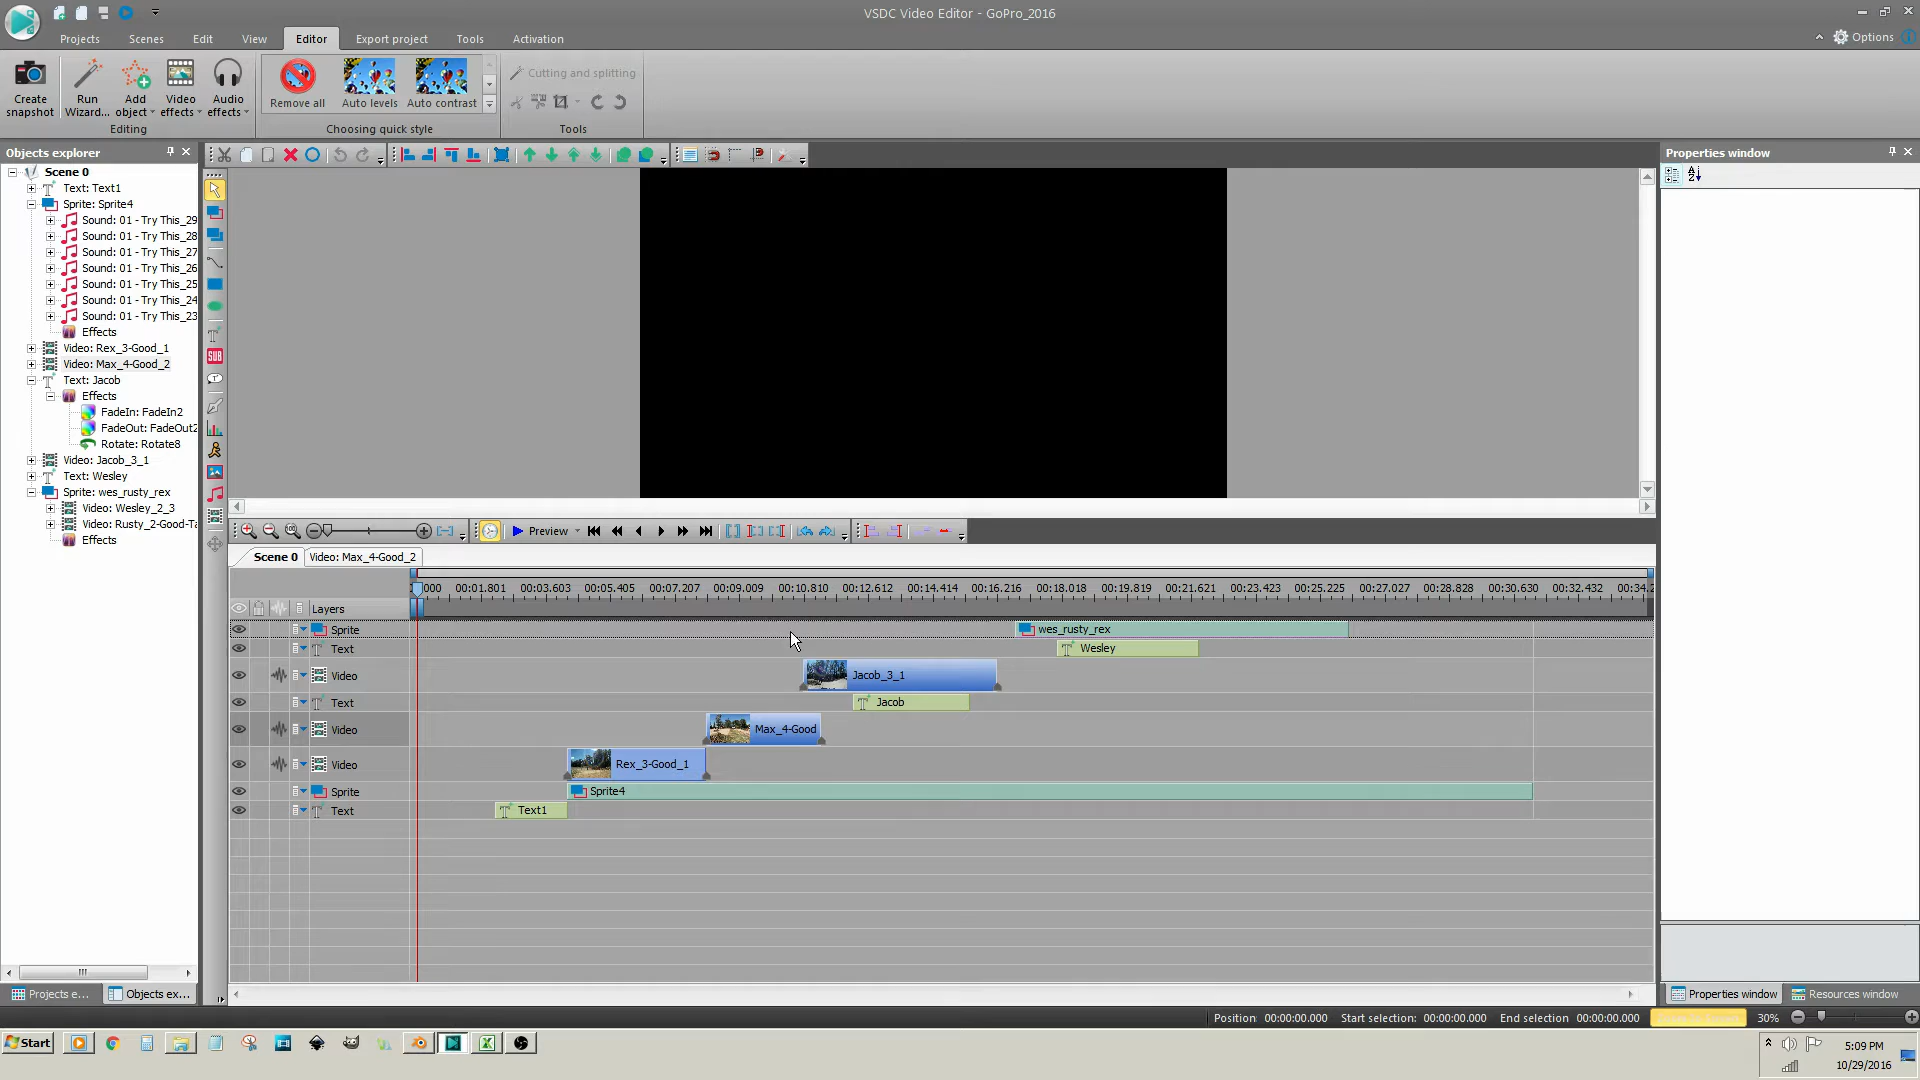 VSDC Video Editor - GoPro_2016
Projects Scenes Edit View Editor Export project Tools Activation
Options
Create snapshot
Run Wizard...
Add object
Video effects
Audio effects
Editing
Remove all
Auto levels
Auto contrast
Choosing quick style
Cutting and splitting
Tools
Objects explorer
Scene 0
Text: Text1
Sprite: Sprite4
Sound: 01 - Try This_29
Sound: 01 - Try This_28
Sound: 01 - Try This_27
Sound: 01 - Try This_26
Sound: 01 - Try This_25
Sound: 01 - Try This_24
Sound: 01 - Try This_23
Effects
Video: Rex_3-Good_1
Video: Max_4-Good_2
Text: Jacob
Effects
FadeIn: FadeIn2
FadeOut: FadeOut2
Rotate: Rotate8
Video: Jacob_3_1
Text: Wesley
Sprite: wes_rusty_rex
Video: Wesley_2_3
Video: Rusty_2-Good-Ta
Effects
Projects e...
Objects ex...
SUB
Preview
Scene 0
Video: Max_4-Good_2
000 00:01.801 00:03.603 00:05.405 00:07.207 00:09.009 00:10.810 00:12.612 00:14.414 00:16.216 00:18.018 00:19.819 00:21.621 00:23.423 00:25.225 00:27.027 00:28.828 00:30.630 00:32.432 00:34.2
Layers
Sprite wes_rusty_rex
Text Wesley
Video Jacob_3_1
Text Jacob
Video Max_4-Good
Video Rex_3-Good_1
Sprite Sprite4
Text Text1
Properties window
Properties window
Resources window
Position: 00:00:00.000 Start selection: 00:00:00.000 End selection 00:00:00.000
30%
Start
5:09 PM
10/29/2016